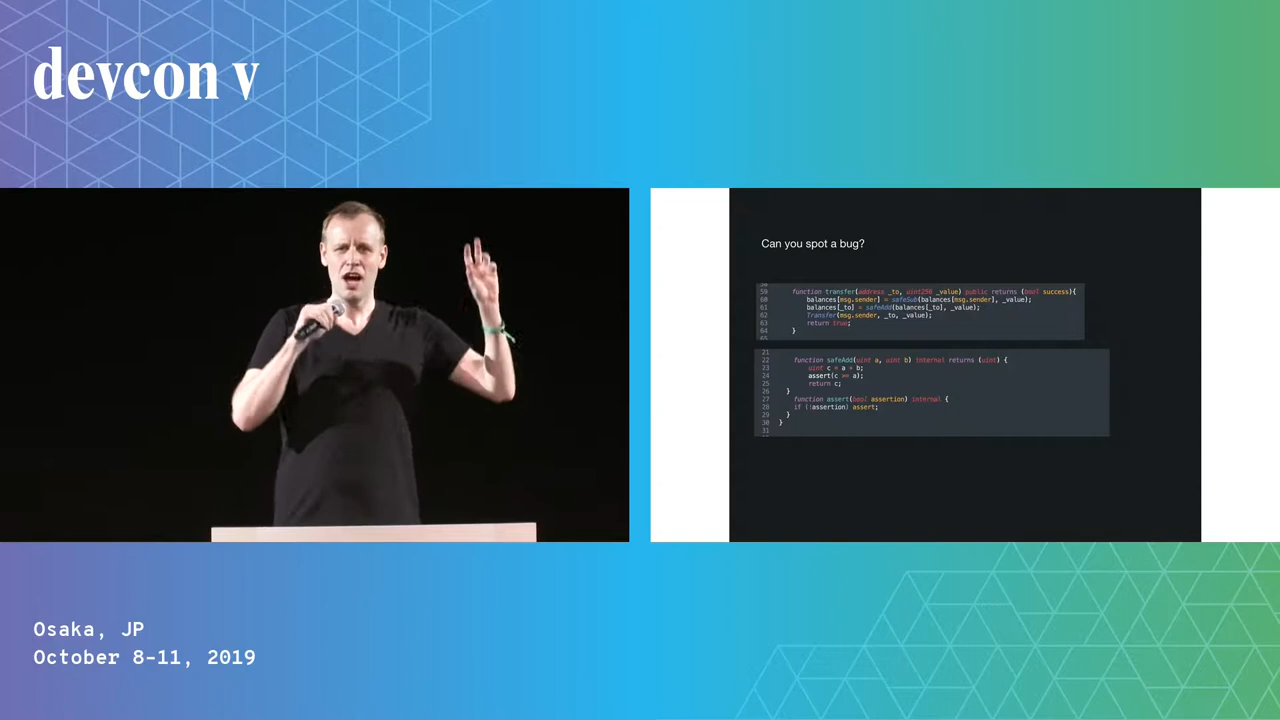 devcon v
Can you spot a bug?
59 function transfer(address _to, uint256 _value) public returns (bool success){
60 balances[msg.sender] = safeSub(balances[msg.sender], _value);
61 balances[_to] = safeAdd(balances[_to], _value);
62 Transfer(msg.sender, _to, _value);
63 return true;
64 }
21
22 function safeAdd(uint a, uint b) internal returns (uint) {
23 uint c = a + b;
24 assert(c >= a);
25 return c;
26 }
27 function assert(bool assertion) internal {
28 if (!assertion) assert;
29 }
30 }
31
Osaka, JP
October 8-11, 2019